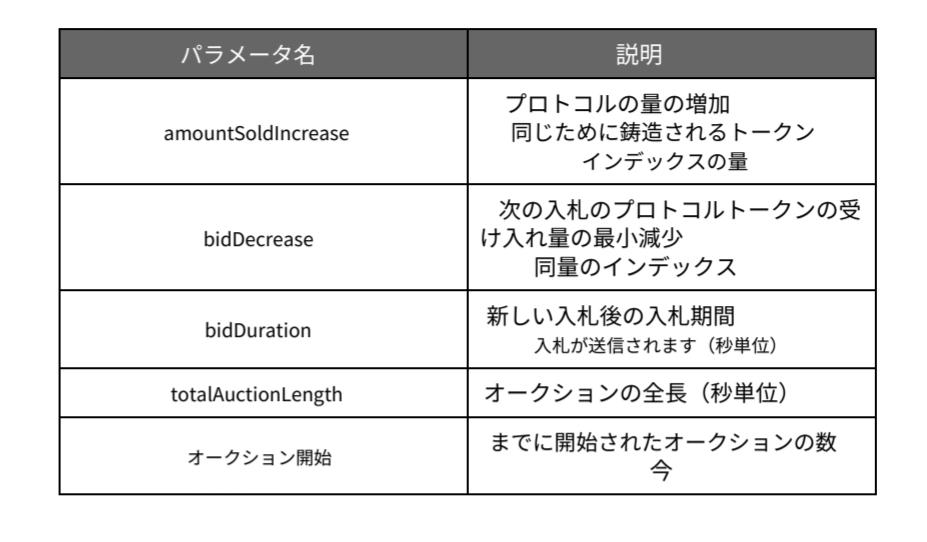 パラメータ名
説明
amountSoldIncrease
プロトコルの量の増加
同じために鋳造されるトークン
インデックスの量
bidDecrease
次の入札のプロトコルトークンの受
け入れ量の最小減少
同量のインデックス
bidDuration
新しい入札後の入札期間
入札が送信されます（秒単位）
totalAuctionLength
オークションの全長（秒単位）
オークション開始
までに開始されたオークションの数
今